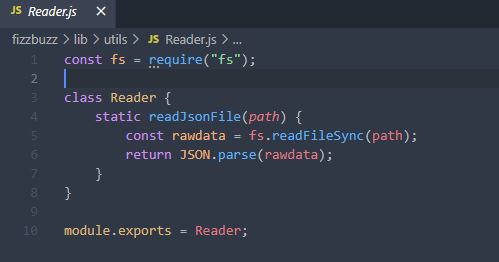 JS Reader.js ×
fizzbuzz > lib > utils > JS Reader.js > ...
1 const fs = require("fs");
2
3 class Reader {
4     static readJsonFile(path) {
5         const rawdata = fs.readFileSync(path);
6         return JSON.parse(rawdata);
7     }
8 }
9
10 module.exports = Reader;